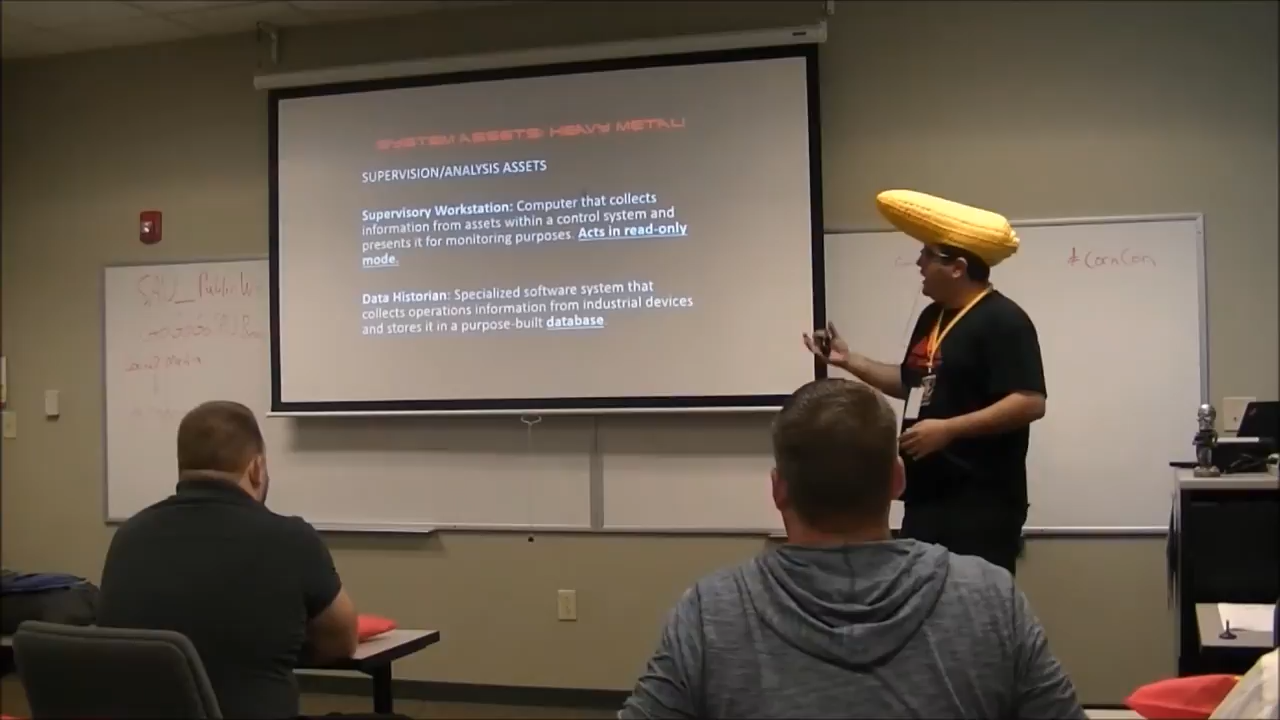 SYSTEM ASSETS: HEAVY METAL!
SUPERVISION/ANALYSIS ASSETS
Supervisory Workstation: Computer that collects
information from assets within a control system and
presents it for monitoring purposes. Acts in read-only
mode.
Data Historian: Specialized software system that
collects operations information from industrial devices
and stores it in a purpose-built database
#CornCon